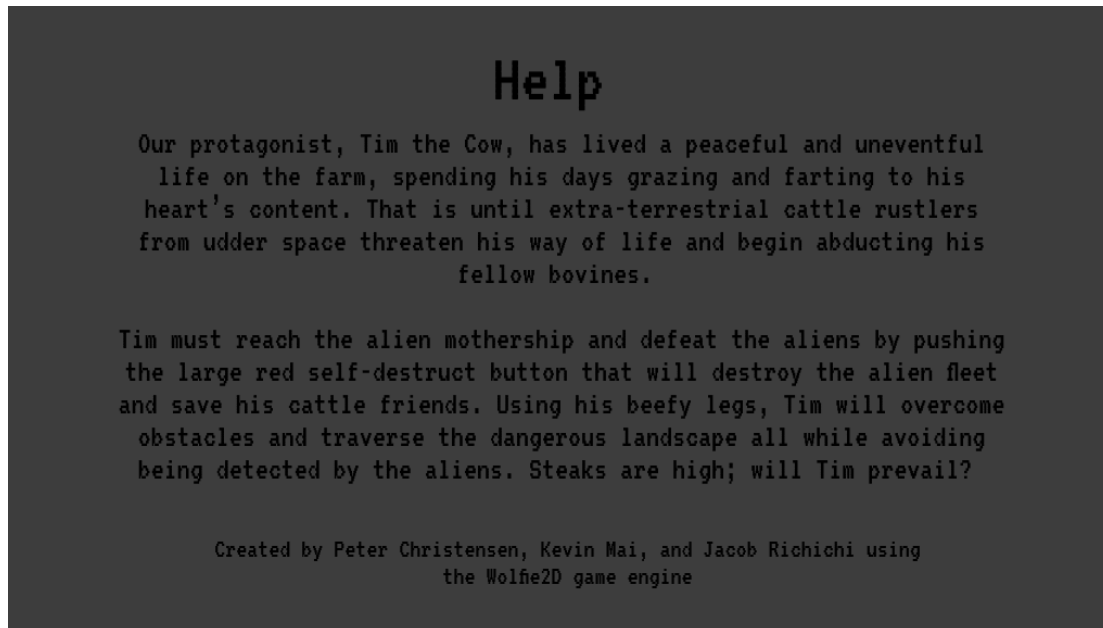 Help
Our protagonist, Tim the Cow, has lived a peaceful and uneventful
life on the farm, spending his days grazing and farting to his
heart's content. That is until extra-terrestrial cattle rustlers
from udder space threaten his way of life and begin abducting his
fellow bovines.
Tim must reach the alien mothership and defeat the aliens by pushing
the large red self-destruct button that will destroy the alien fleet
and save his cattle friends. Using his beefy legs, Tim will overcome
obstacles and traverse the dangerous landscape all while avoiding
being detected by the aliens. Steaks are high; will Tim prevail?
Created by Peter Christensen, Kevin Mai, and Jacob Richichi using
the Wolfie2D game engine